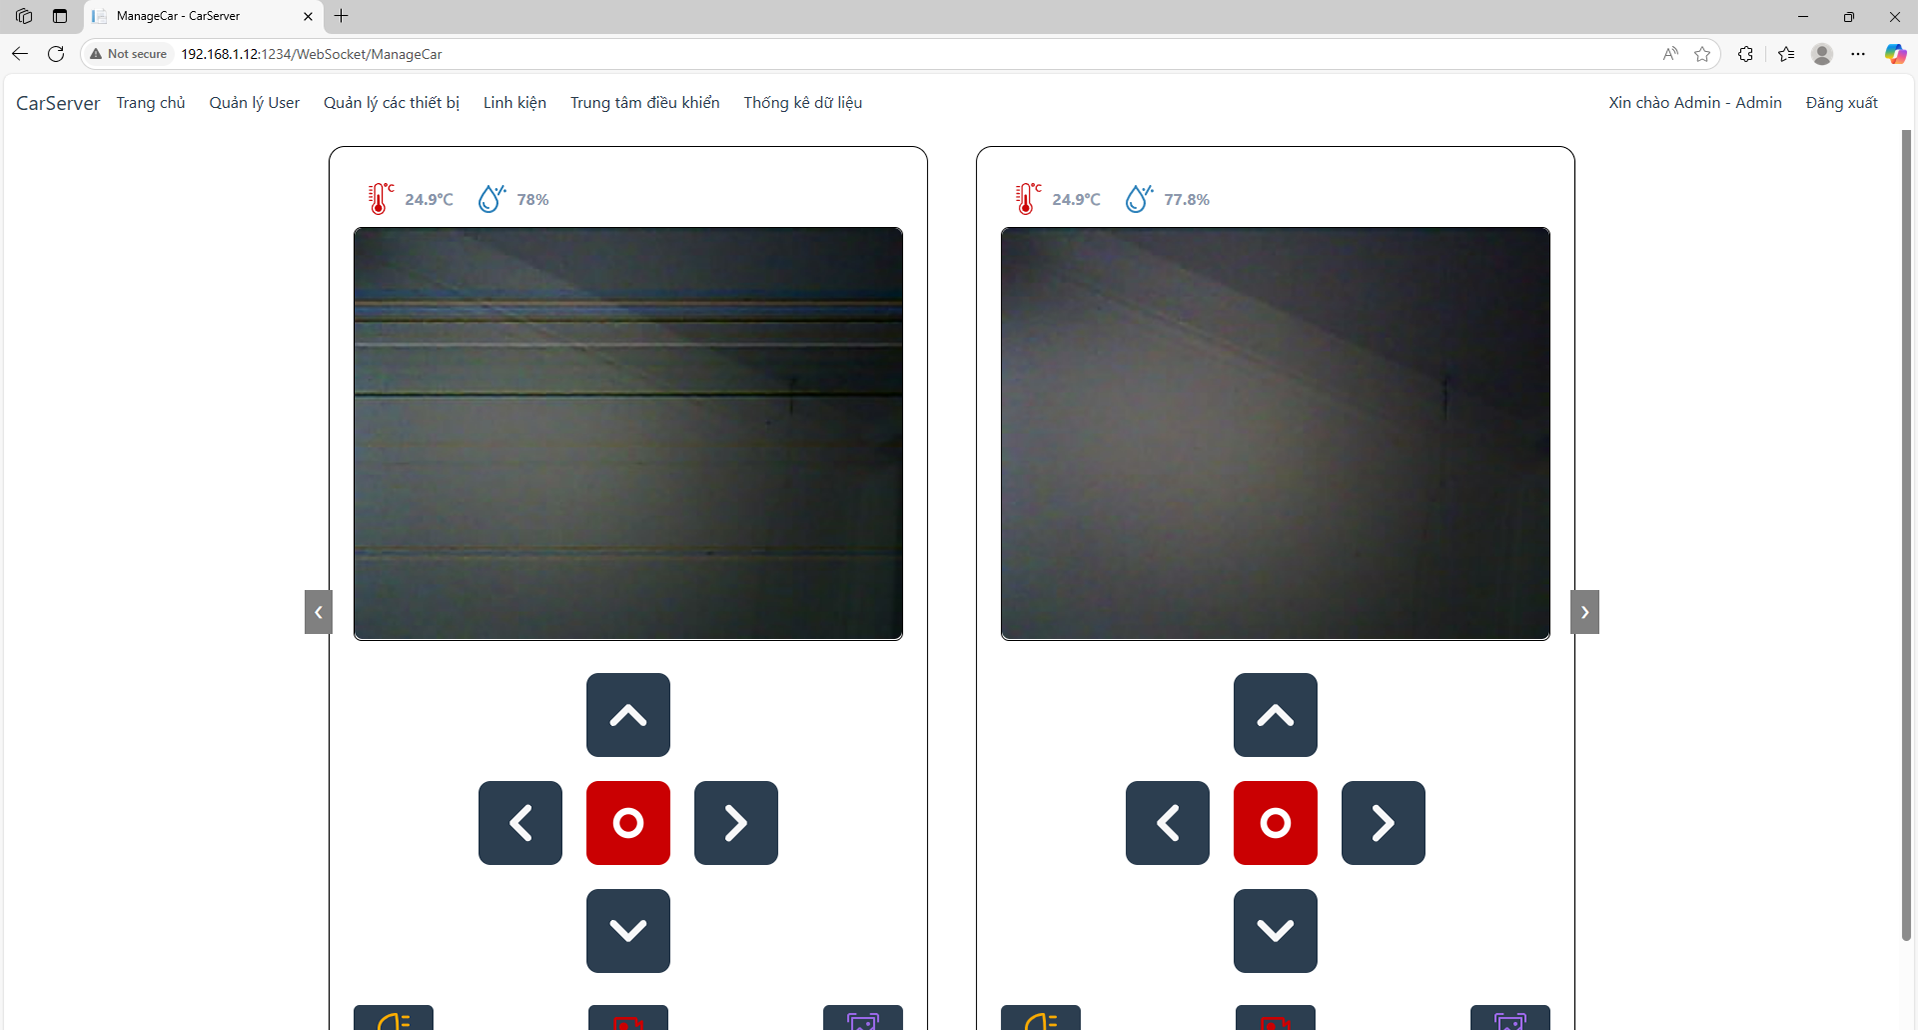 ManageCar - CarServer
Not secure 192.168.1.12:1234/WebSocket/ManageCar
CarServer Trang chủ Quản lý User Quản lý các thiết bị Linh kiện Trung tâm điều khiển Thống kê dữ liệu Xin chào Admin - Admin Đăng xuất
°C 24.9°C % 78% °C 24.9°C % 77.8%